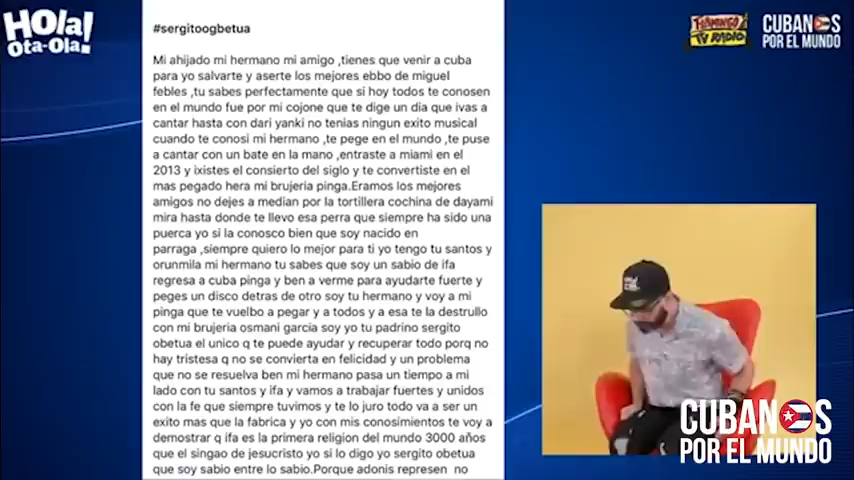 HOLa!
Ota-Ola!
#sergitoogbetua
Mi ahijado mi hermano mi amigo ,tienes que venir a cuba
para yo salvarte y aserte los mejores ebbo de miguel
febles ,tu sabes perfectamente que si hoy todos te conosen
en el mundo fue por mi cojone que te dige un dia que ivas a
cantar hasta con dari yanki no tenias ningun exito musical
cuando te conosi mi hermano ,te pege en el mundo ,te puse
a cantar con un bate en la mano ,entraste a miami en el
2013 y ixistes el consierto del siglo y te convertiste en el
mas pegado hera mi brujeria pinga.Eramos los mejores
amigos no dejes a median por la tortillera cochina de dayami
mira hasta donde te llevo esa perra que siempre ha sido una
puerca yo si la conosco bien que soy nacido en
parraga ,siempre quiero lo mejor para ti yo tengo tu santos y
orunmila mi hermano tu sabes que soy un sabio de ifa
regresa a cuba pinga y ben a verme para ayudarte fuerte y
peges un disco detras de otro soy tu hermano y voy a mi
pinga que te vuelbo a pegar y a todos y a esa te la destrullo
con mi brujeria osmani garcia soy yo tu padrino sergito
obetua el unico q te puede ayudar y recuperar todo porq no
hay tristesa q no se convierta en felicidad y un problema
que no se resuelva ben mi hermano pasa un tiempo a mi
lado con tu santos y ifa y vamos a trabajar fuertes y unidos
con la fe que siempre tuvimos y te lo juro todo va a ser un
exito mas que la fabrica y yo con mis conosimientos te voy a
demostrar q ifa es la primera religion del mundo 3000 años
que el singao de jesucristo yo si lo digo yo sergito obetua
que soy sabio entre lo sabio.Porque adonis represen no
FLAMINGO
TV RADIO
CUBANOS
POR EL MUNDO
CUBANOS
POR EL MUNDO